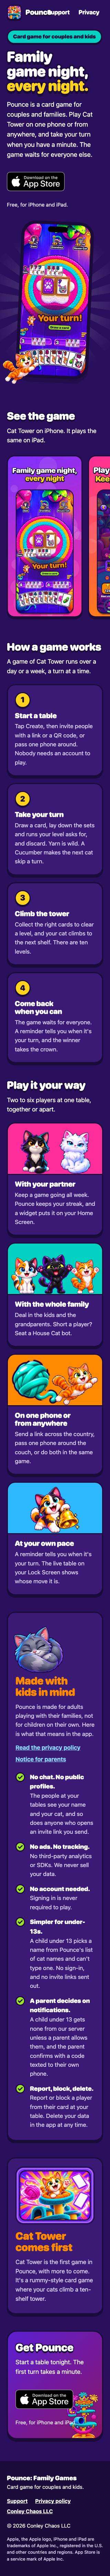 Pounce
Support
Privacy
Card game for couples and kids
Family
game night,
every night.
Pounce is a card game for
couples and families. Play Cat
Tower on one phone or from
anywhere, and take your turn
when you have a minute. The
game waits for everyone else.
Download on the
App Store
Free, for iPhone and iPad.
Your turn!
See the game
Cat Tower on iPhone. It plays the
same on iPad.
Family game night,
every night
Your turn!
How a game works
A game of Cat Tower runs over a
day or a week, a turn at a time.
1
Start a table
Tap Create, then invite people
with a link or a QR code, or
pass one phone around.
Nobody needs an account to
play.
2
Take your turn
Draw a card, lay down the sets
and runs your level asks for,
and discard. Yarn is wild. A
Cucumber makes the next cat
skip a turn.
3
Climb the tower
Collect the right cards to clear
a level, and your cat climbs to
the next shelf. There are ten
levels.
4
Come back
when you can
The game waits for everyone.
A reminder tells you when it's
your turn, and the winner
takes the crown.
Play it your way
Two to six players at one table,
together or apart.
With your partner
Keep a game going all week.
Pounce keeps your streak, and
a widget puts it on your Home
Screen.
With the whole family
Deal in the kids and the
grandparents. Short a player?
Seat a House Cat bot.
On one phone or
from anywhere
Send a link across the country,
pass one phone around the
couch, or do both in the same
game.
At your own pace
A reminder tells you when it's
your turn. The live table on
your Lock Screen shows
whose move it is.
Made with
kids in mind
Pounce is made for adults
playing with their families, not
for children on their own. Here
is what that means in the app.
Read the privacy policy
Notice for parents
No chat. No public
profiles.
The people at your
tables see your name
and your cat, and so
does anyone who opens
an invite link you send.
No ads. No tracking.
No third-party analytics
or SDKs. We never sell
your data.
No account needed.
Signing in is never
required to play.
Simpler for under-
13s.
A child under 13 picks a
name from Pounce's list
of cat names and can't
type one. No sign-in,
and no invite links sent
out.
A parent decides on
notifications.
A child under 13 gets
none from our server
unless a parent allows
them, and the parent
confirms with a code
texted to their own
phone.
Report, block, delete.
Report or block a player
from their card at your
table. Delete your data
in the app at any time.
Cat Tower
comes first
Cat Tower is the first game in
Pounce, with more to come.
It's a rummy-style card game
where your cats climb a ten-
shelf tower.
Get Pounce
Start a table tonight. The
first turn takes a minute.
Download on the
App Store
Free, for iPhone and iPad.
Pounce: Family Games
Card game for couples and kids.
Support
Privacy policy
Conley Chaos LLC
© 2026 Conley Chaos LLC
Apple, the Apple logo, iPhone and iPad are
trademarks of Apple Inc., registered in the U.S.
and other countries and regions. App Store is
a service mark of Apple Inc.